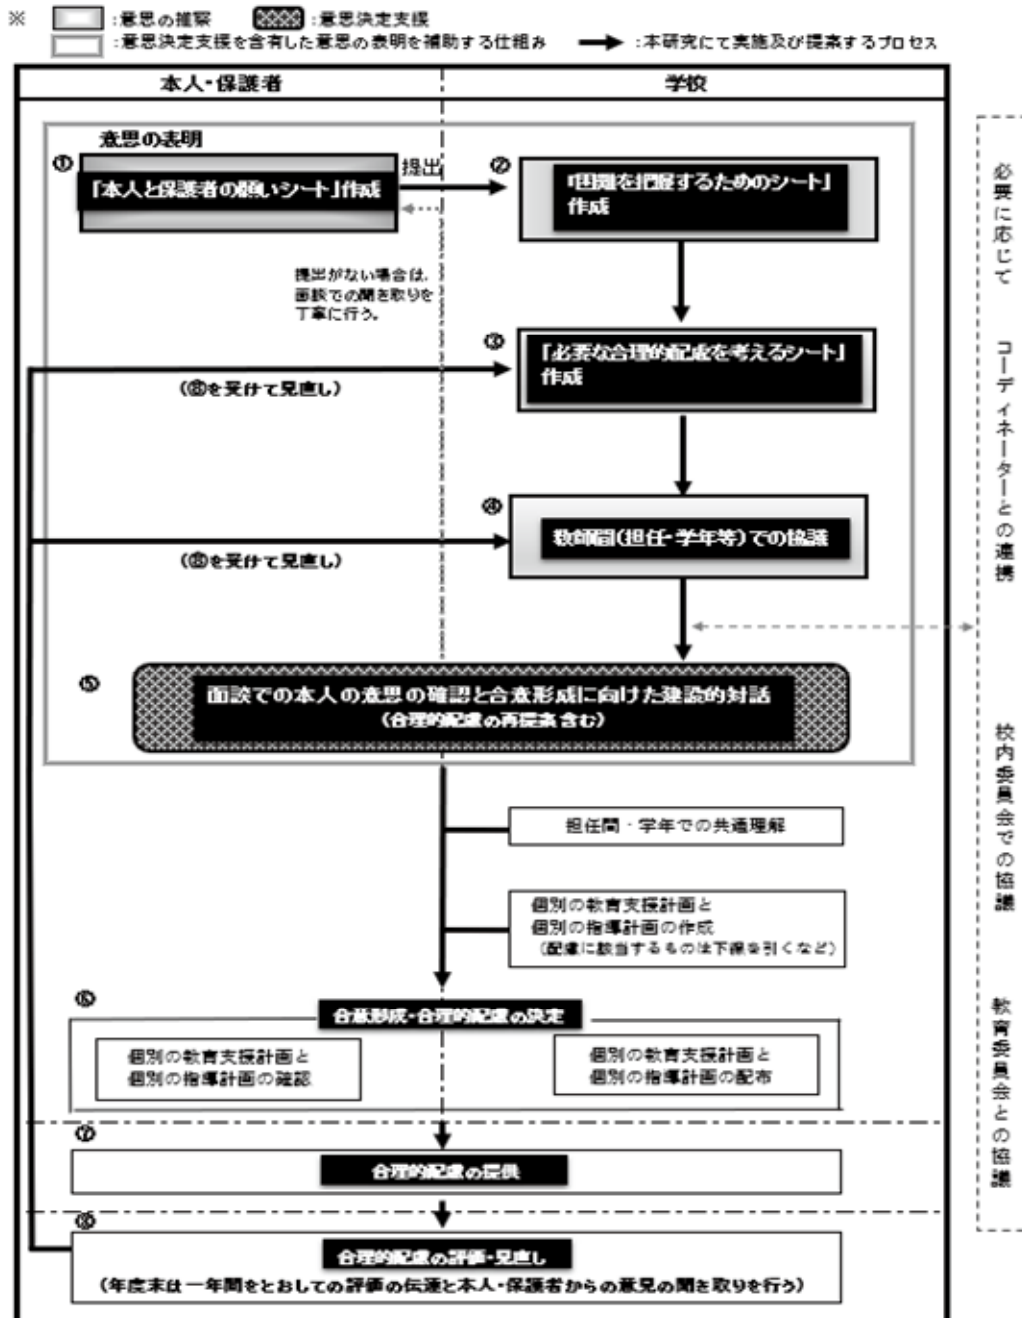 ※ :意思の推察 :意思決定支援
:意思決定支援を含有した意思の表明を補助する仕組み :本研究にて実施及び提案するプロセス
本人・保護者 学校
意思の表明
① 「本人と保護者の願いシート」作成
提出
② 「困難を把握するためのシート」
作成
提出がない場合は、
面談での聞き取りを
丁寧に行う。
③ 「必要な合理的配慮を考えるシート」
作成
(⑧を受けて見直し)
④ 教師間(担任・学年等)での協議
(⑧を受けて見直し)
⑤ 面談での本人の意思の確認と合意形成に向けた建設的対話
(合理的配慮の再提案含む)
担任間・学年での共通理解
個別の教育支援計画と
個別の指導計画の作成
(配慮に該当するものは下線を引くなど)
⑥ 合意形成・合理的配慮の決定
個別の教育支援計画と
個別の指導計画の確認
個別の教育支援計画と
個別の指導計画の配布
⑦ 合理的配慮の提供
⑧ 合理的配慮の評価・見直し
(年度末は一年間をとおしての評価の伝達と本人・保護者からの意見の聞き取りを行う)
必要に応じて
コーディネーターとの連携
校内委員会での協議
教育委員会との協議